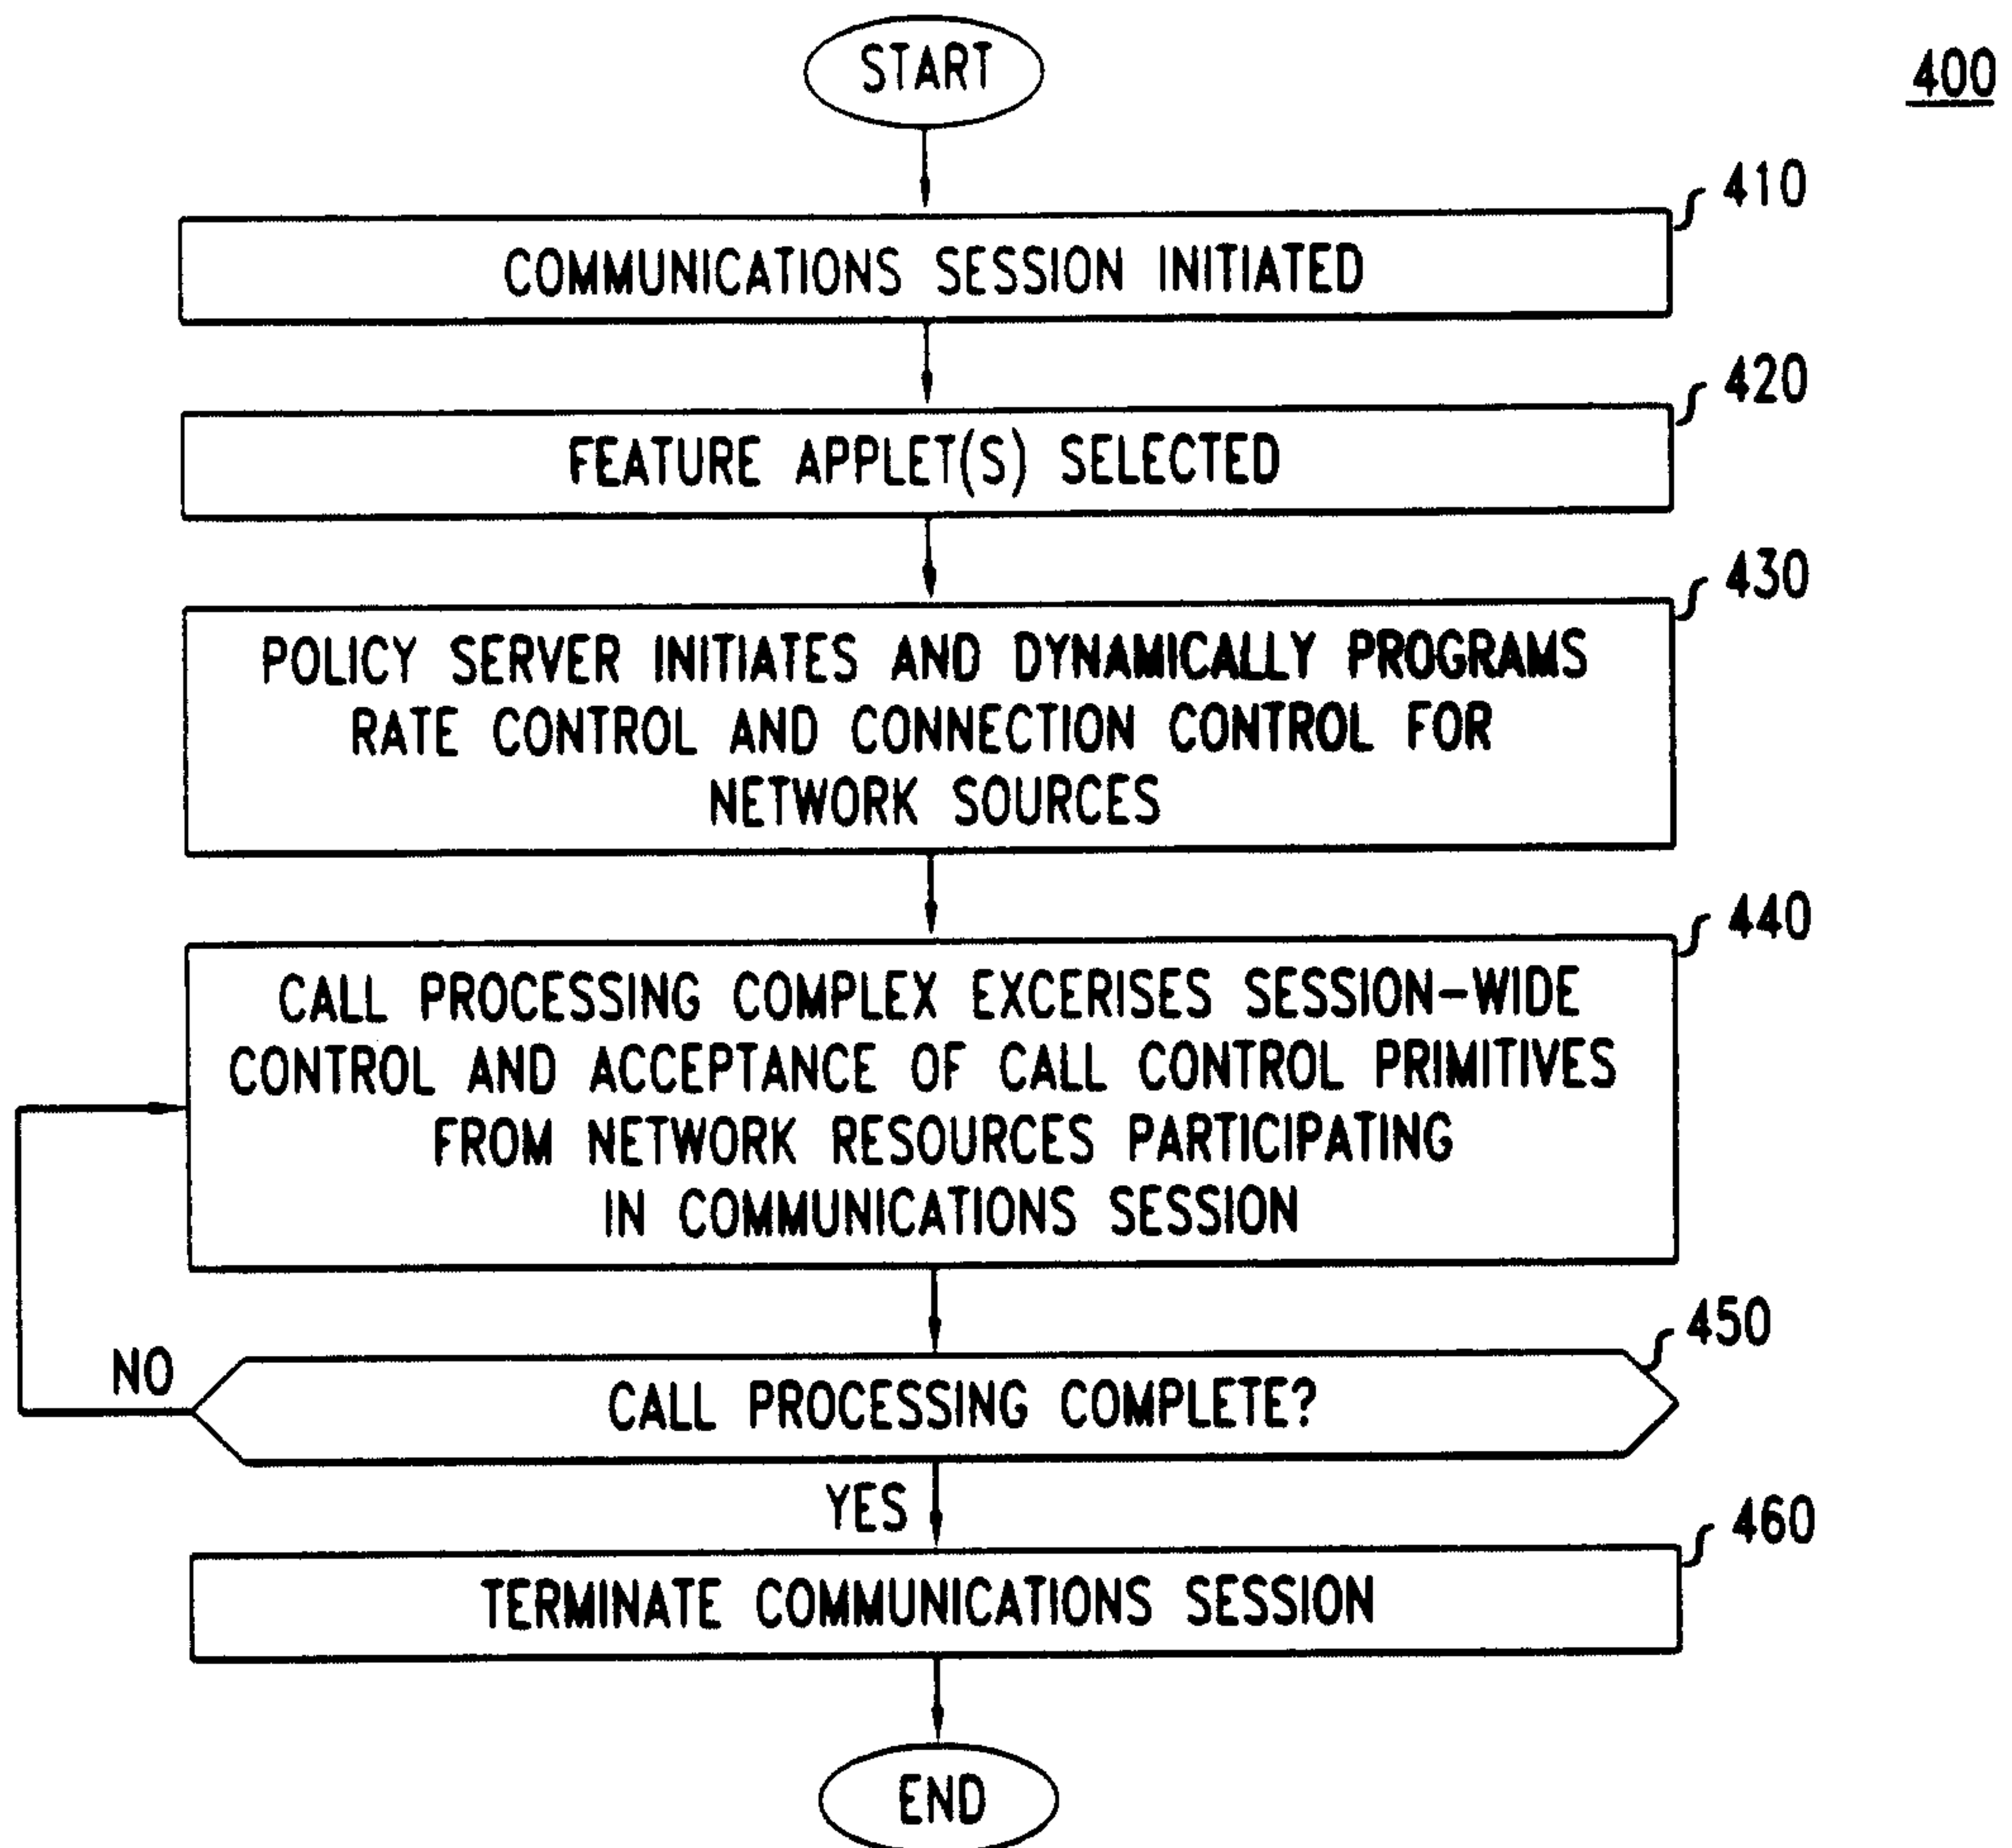 START
400
410
COMMUNICATIONS SESSION INITIATED
420
FEATURE APPLET(S) SELECTED
430
POLICY SERVER INITIATES AND DYNAMICALLY PROGRAMS
RATE CONTROL AND CONNECTION CONTROL FOR
NETWORK SOURCES
440
CALL PROCESSING COMPLEX EXCERISES SESSION-WIDE
CONTROL AND ACCEPTANCE OF CALL CONTROL PRIMITIVES
FROM NETWORK RESOURCES PARTICIPATING
IN COMMUNICATIONS SESSION
450
NO
CALL PROCESSING COMPLETE?
YES
460
TERMINATE COMMUNICATIONS SESSION
END